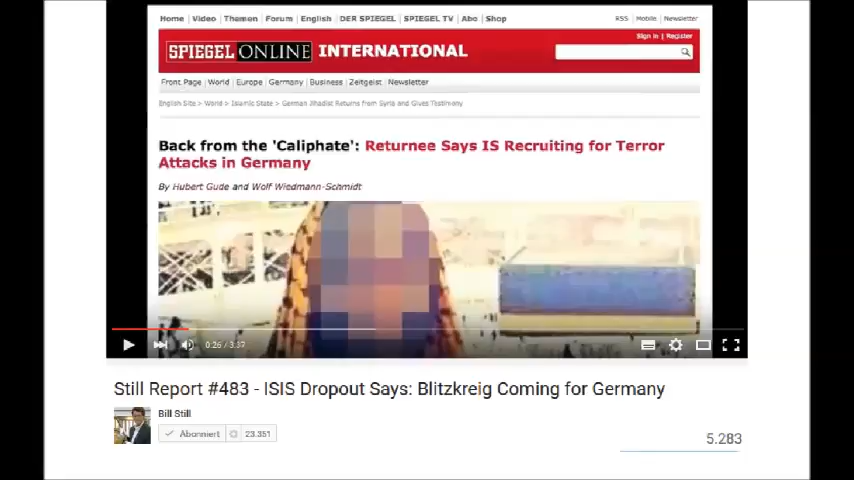 Home Video Themen Forum English DER SPIEGEL SPIEGEL TV Abo Shop
RSS Mobile Newsletter
Sign in | Register
SPIEGEL ONLINE INTERNATIONAL
Front Page World Europe Germany Business Zeitgeist Newsletter
English Site > World > Islamic State > German Jihadist Returns from Syria and Gives Testimony
Back from the 'Caliphate': Returnee Says IS Recruiting for Terror
Attacks in Germany
By Hubert Gude and Wolf Wiedmann-Schmidt
0:26 / 3:37
Still Report #483 - ISIS Dropout Says: Blitzkreig Coming for Germany
Bill Still
Abonniert 23.351
5.283